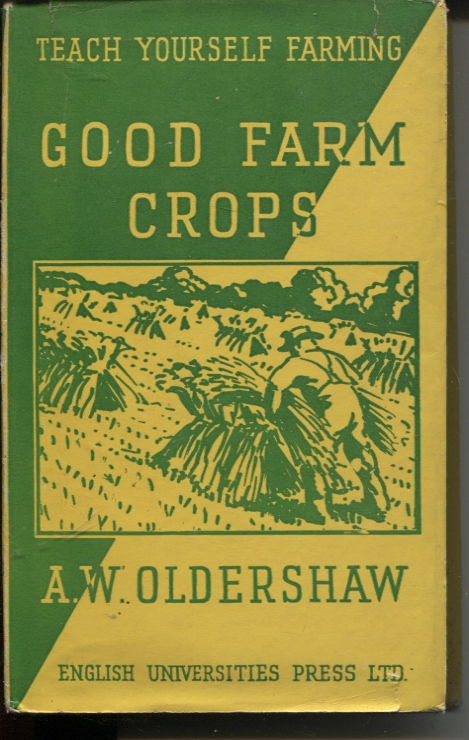 TEACH YOURSELF FARMING
GOOD FARM
CROPS
A.W. OLDERSHAW
ENGLISH UNIVERSITIES PRESS LTD.